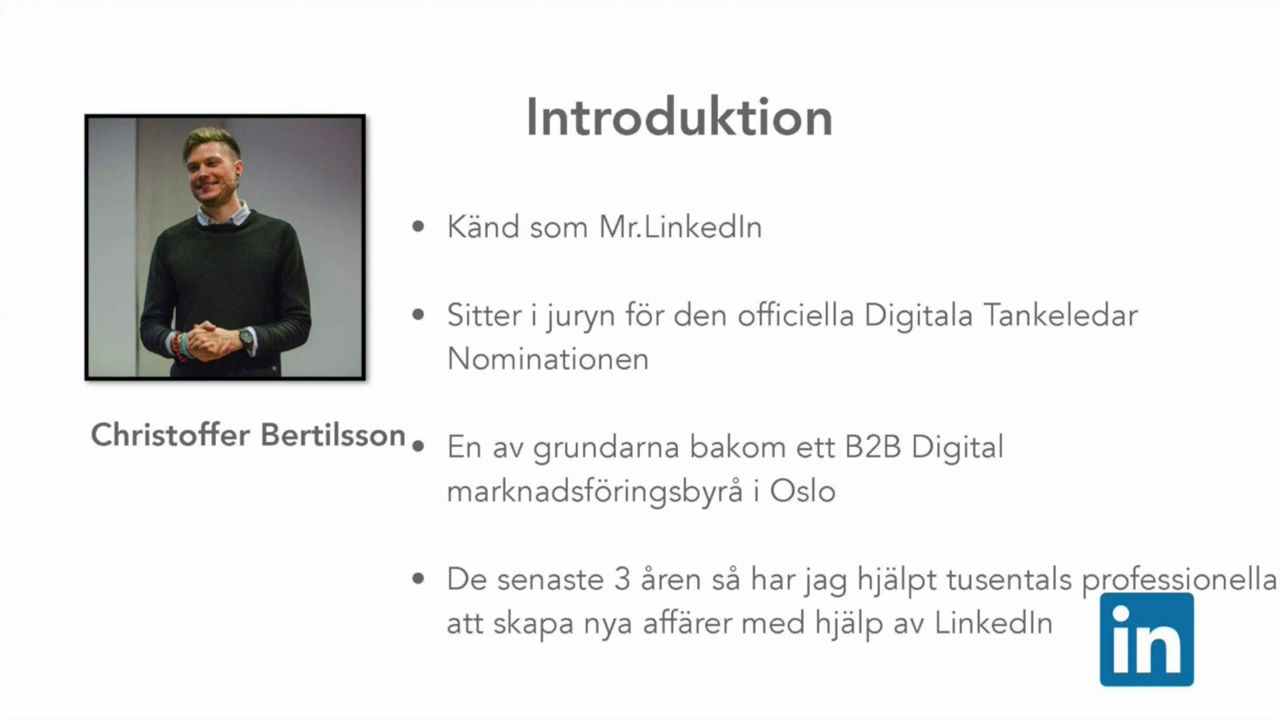 Introduktion
Christoffer Bertilsson
• Känd som Mr.LinkedIn
• Sitter i juryn för den officiella Digitala Tankeledar
Nominationen
• En av grundarna bakom ett B2B Digital
marknadsföringsbyrå i Oslo
• De senaste 3 åren så har jag hjälpt tusentals professionella
att skapa nya affärer med hjälp av LinkedIn
in